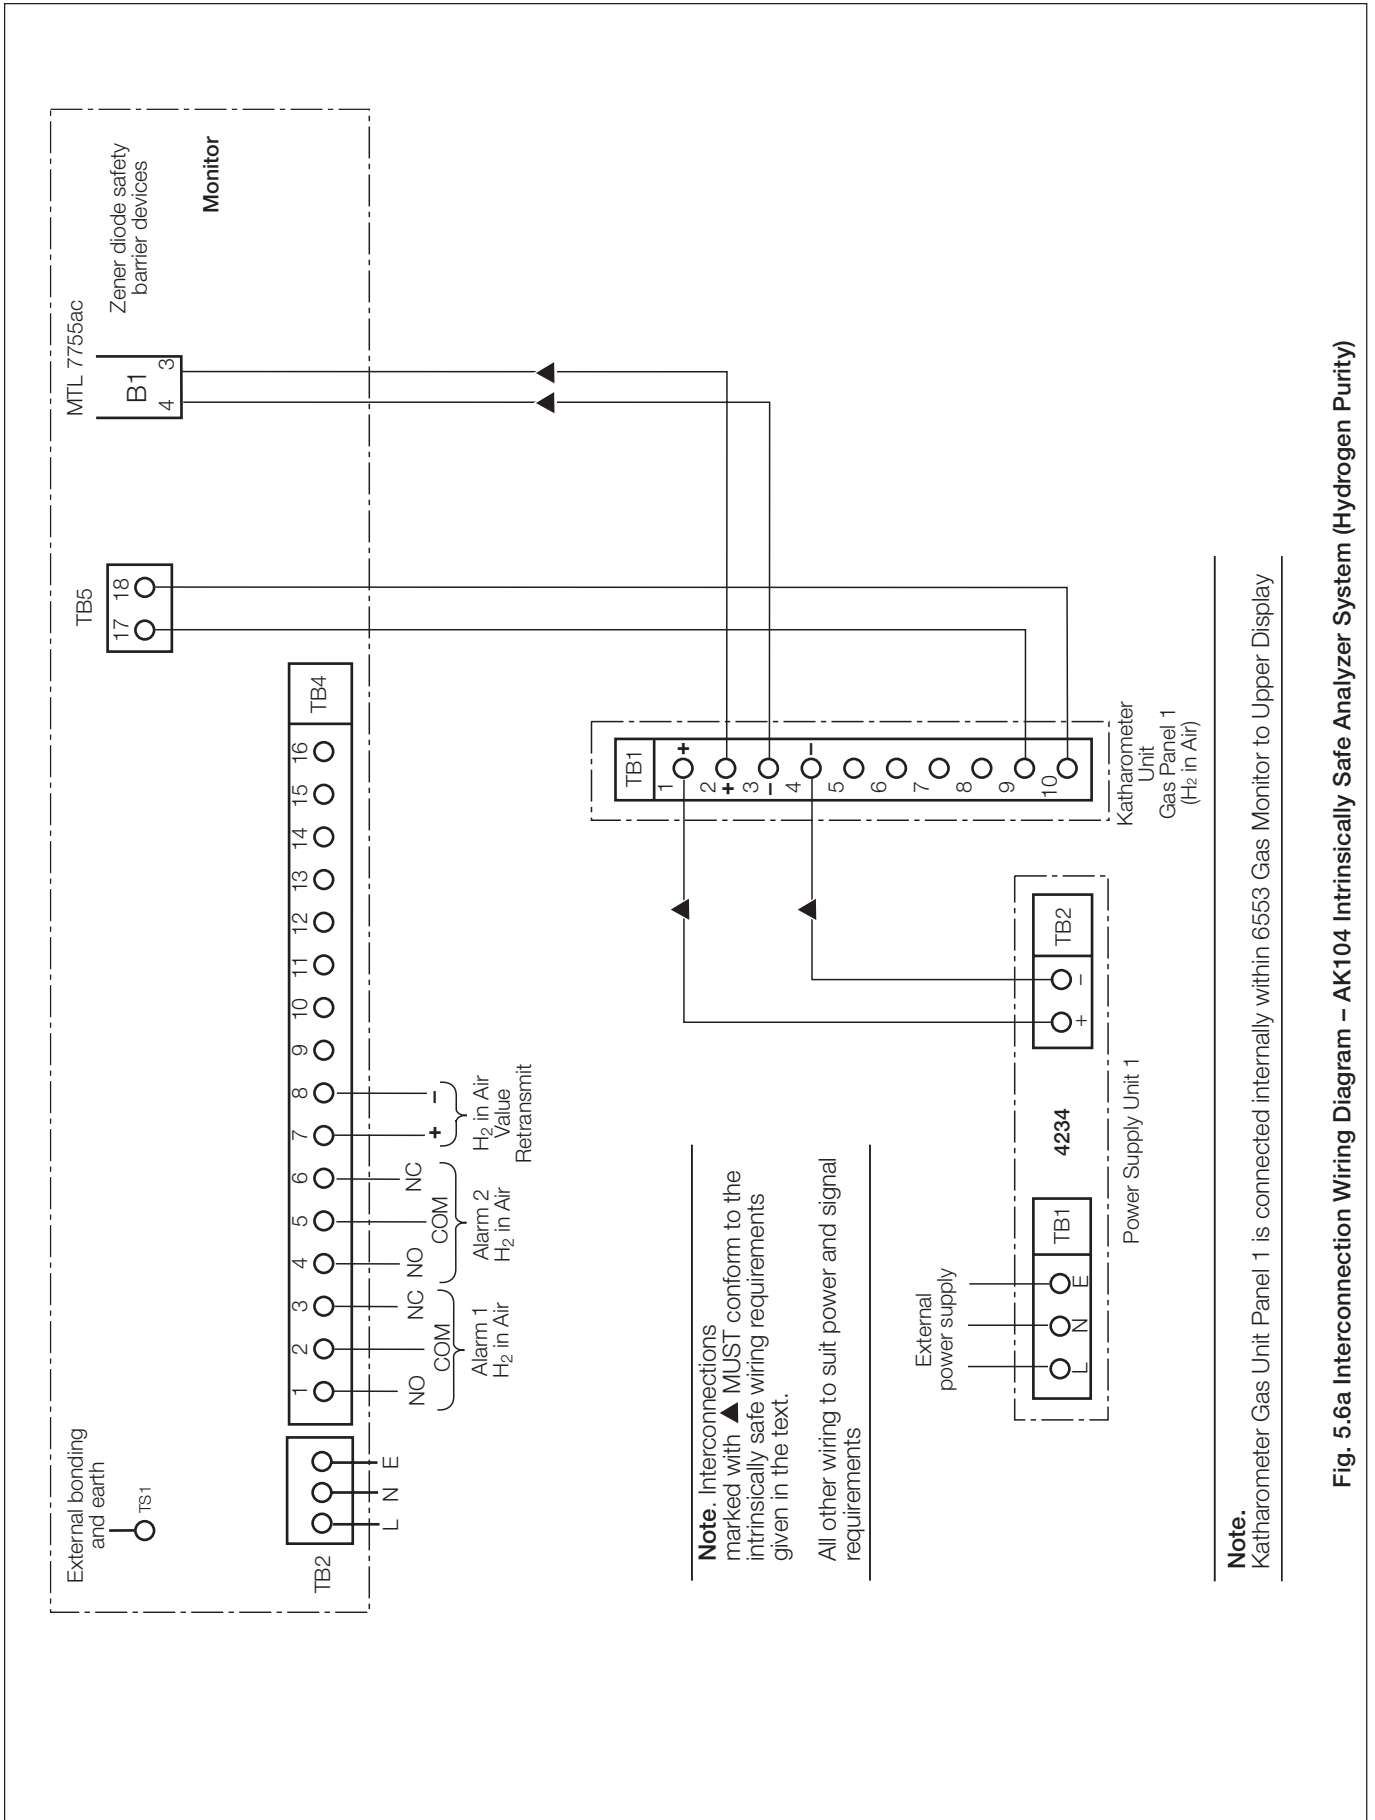 External bonding
and earth
TS1
TB5
17 18
MTL 7755ac
B1
4 3
Zener diode safety
barrier devices
Monitor
TB2
L N E
1 2 3 4 5 6 7 8 9 10 11 12 13 14 15 16
TB4
NO COM NC
Alarm 1
H2 in Air
NO COM NC
Alarm 2
H2 in Air
+ –
H2 in Air
Value
Retransmit
TB1
1 2 3 4 5 6 7 8 9 10
+ + – –
Katharometer
Unit
Gas Panel 1
(H2 in Air)
Note. Interconnections
marked with ▲ MUST conform to the
intrinsically safe wiring requirements
given in the text.
All other wiring to suit power and signal
requirements
External
power supply
L N E
TB1
4234
+ –
TB2
Power Supply Unit 1
Note.
Katharometer Gas Unit Panel 1 is connected internally within 6553 Gas Monitor to Upper Display
Fig. 5.6a Interconnection Wiring Diagram – AK104 Intrinsically Safe Analyzer System (Hydrogen Purity)